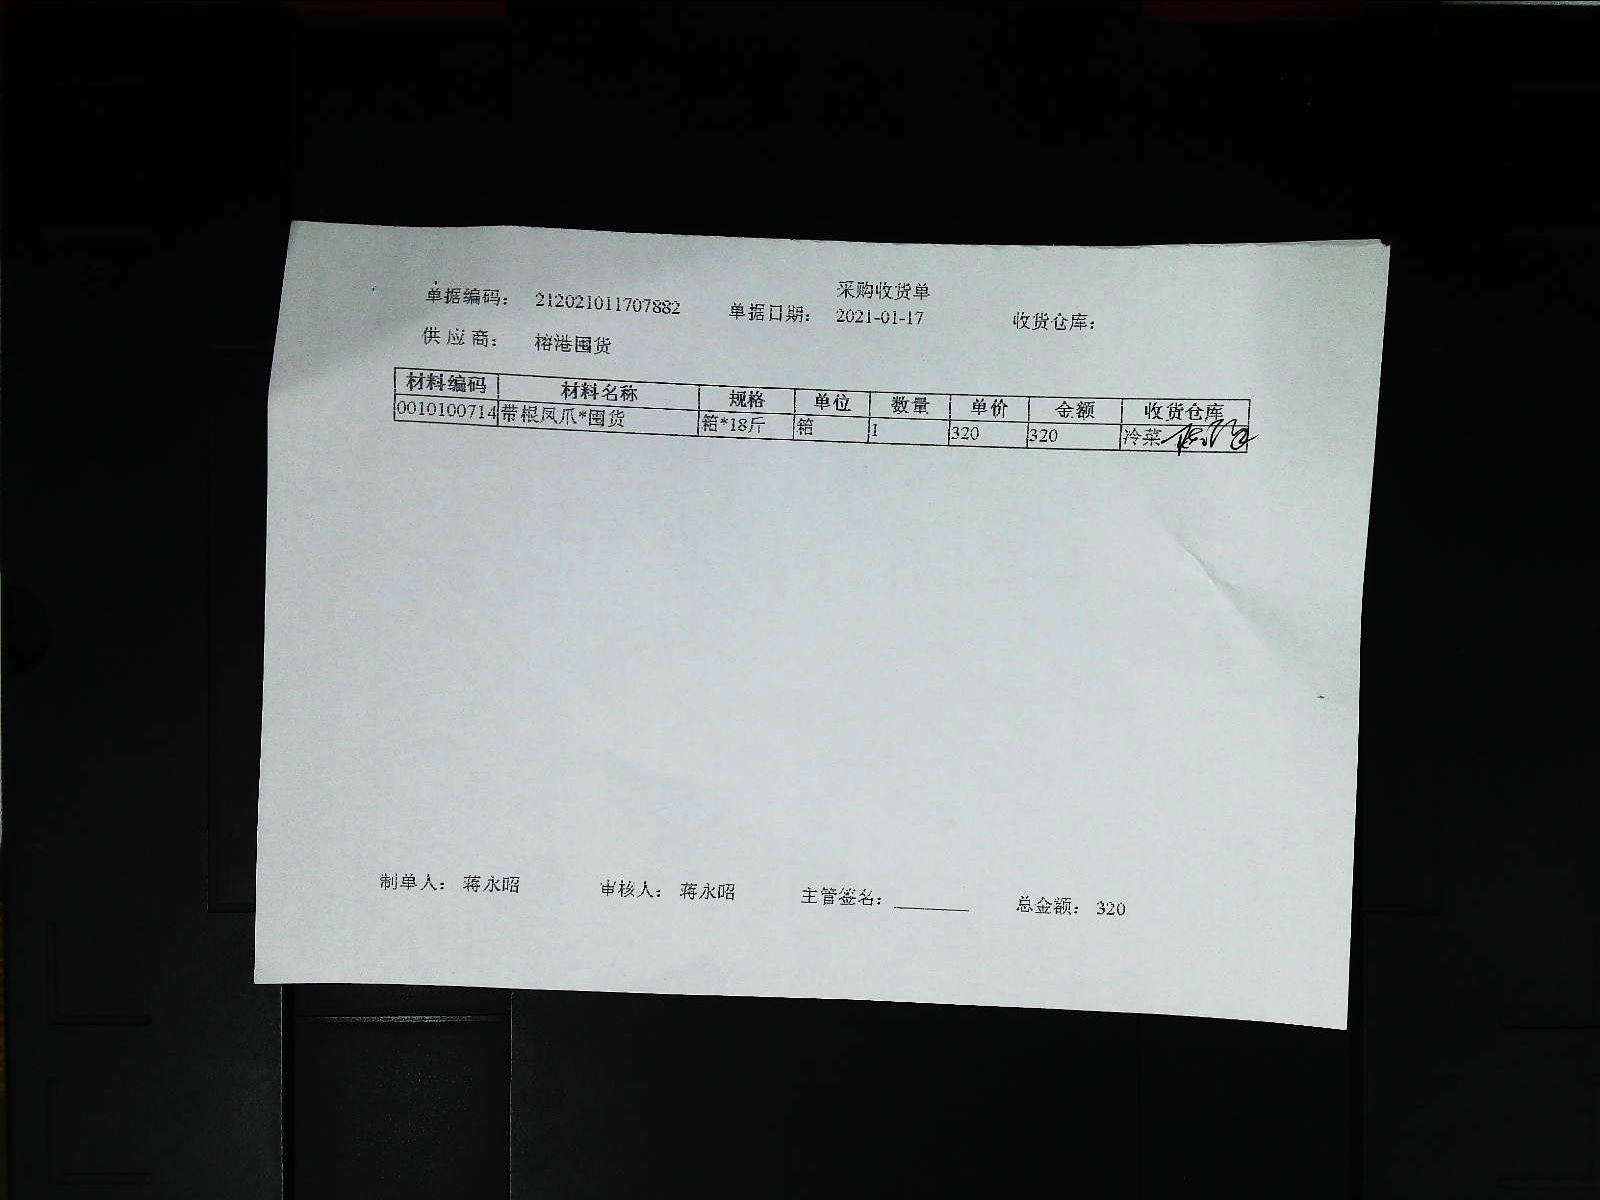 采购收货单
单据编码： 212021011707882 单据日期： 2021-01-17 收货仓库：
供 应 商： 榕港囤货
材料编码 材料名称 规格 单位 数量 单价 金额 收货仓库
0010100714 带根凤爪*囤货 箱*18斤 箱 1 320 320 冷菜
制单人： 蒋永昭 审核人： 蒋永昭 主管签名： ________ 总金额： 320